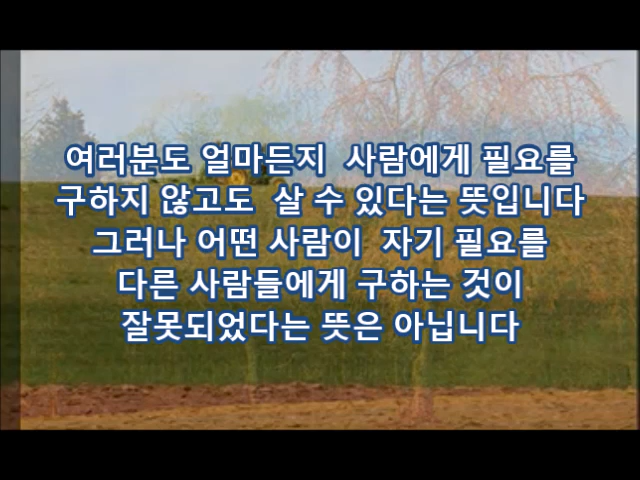 여러분도 얼마든지 사람에게 필요를
구하지 않고도 살 수 있다는 뜻입니다
그러나 어떤 사람이 자기 필요를
다른 사람들에게 구하는 것이
잘못되었다는 뜻은 아닙니다